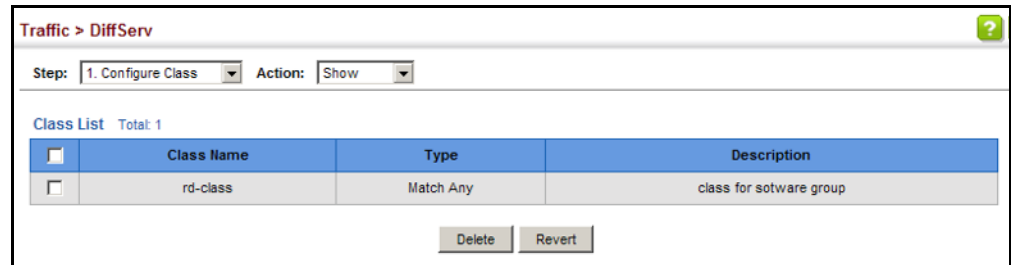 Traffic > DiffServ
?
Step: 1. Configure Class Action: Show
Class List Total: 1
Class Name Type Description
rd-class Match Any class for sotware group
Delete Revert